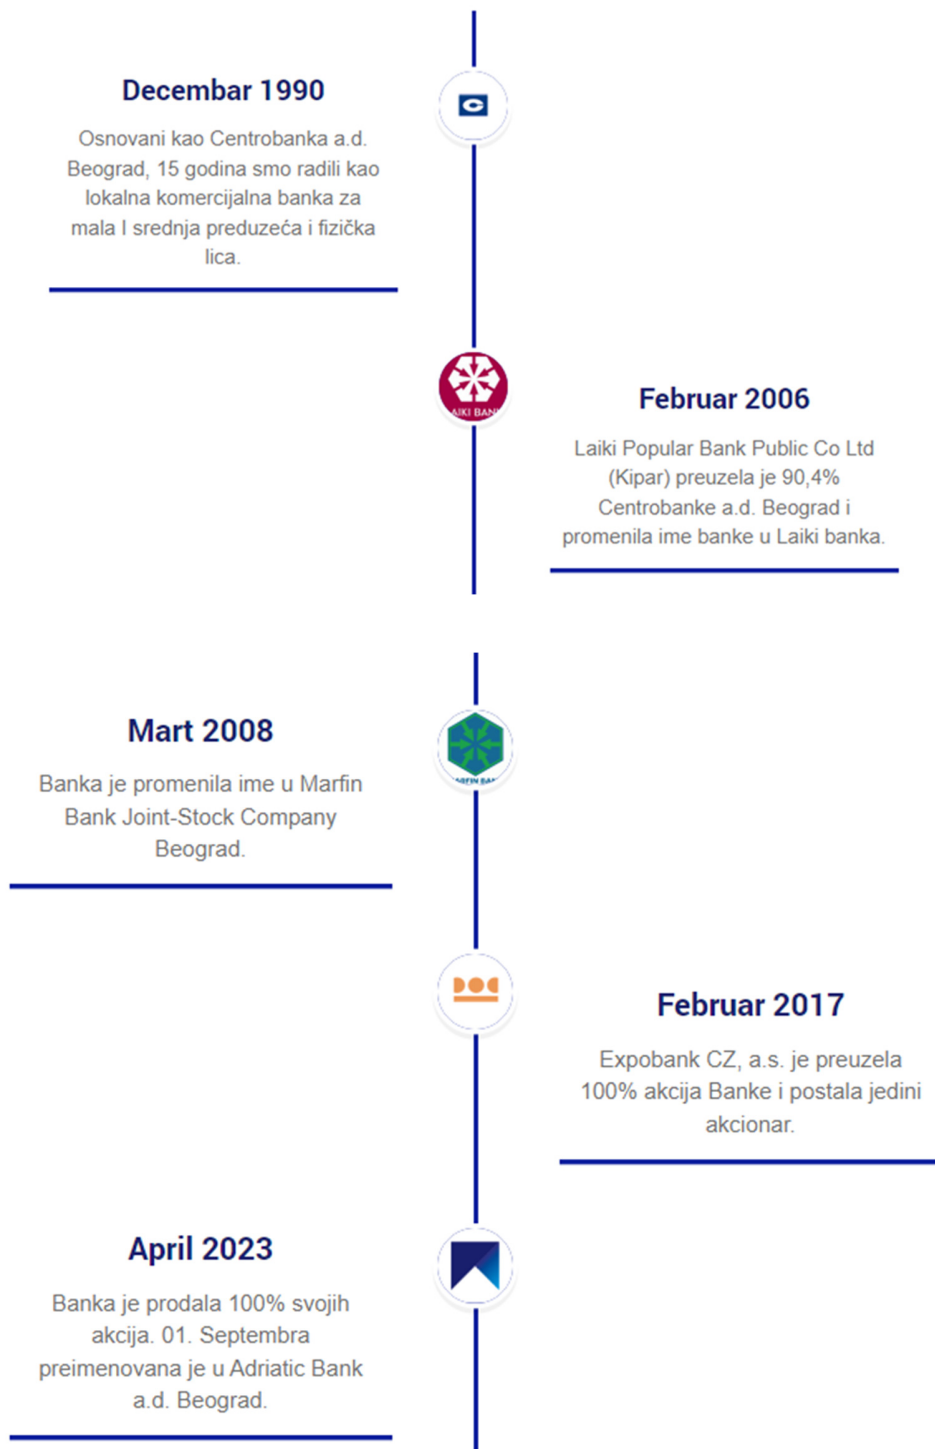 Decembar 1990
Osnovani kao Centrobanka a.d.
Beograd, 15 godina smo radili kao
lokalna komercijalna banka za
mala I srednja preduzeća i fizička
lica.
LAIKI BANK
Februar 2006
Laiki Popular Bank Public Co Ltd
(Kipar) preuzela je 90,4%
Centrobanke a.d. Beograd i
promenila ime banke u Laiki banka.
Mart 2008
Banka je promenila ime u Marfin
Bank Joint-Stock Company
Beograd.
MARFIN BANK
Februar 2017
Expobank CZ, a.s. je preuzela
100% akcija Banke i postala jedini
akcionar.
April 2023
Banka je prodala 100% svojih
akcija. 01. Septembra
preimenovana je u Adriatic Bank
a.d. Beograd.